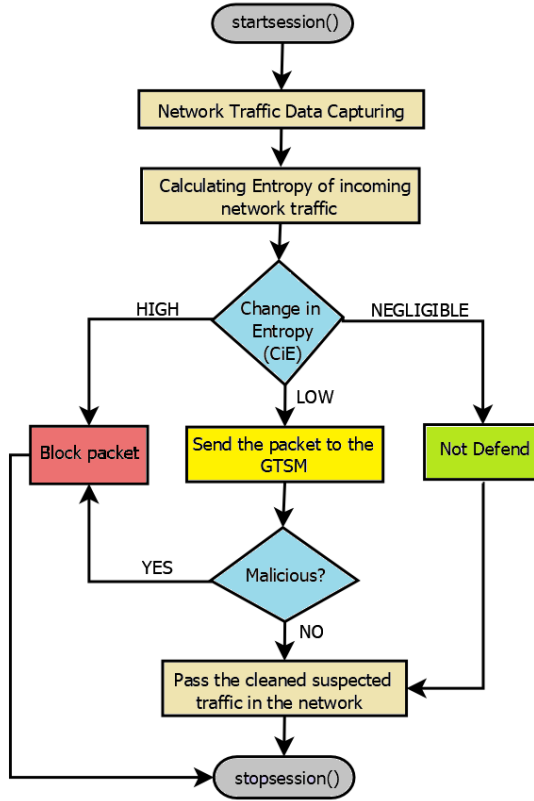 startsession()
Network Traffic Data Capturing
Calculating Entropy of incoming
network traffic
Change in
Entropy
(CiE)
HIGH
NEGLIGIBLE
LOW
Block packet
Send the packet to the
GTSM
Not Defend
Malicious?
YES
NO
Pass the cleaned suspected
traffic in the network
stopsession()